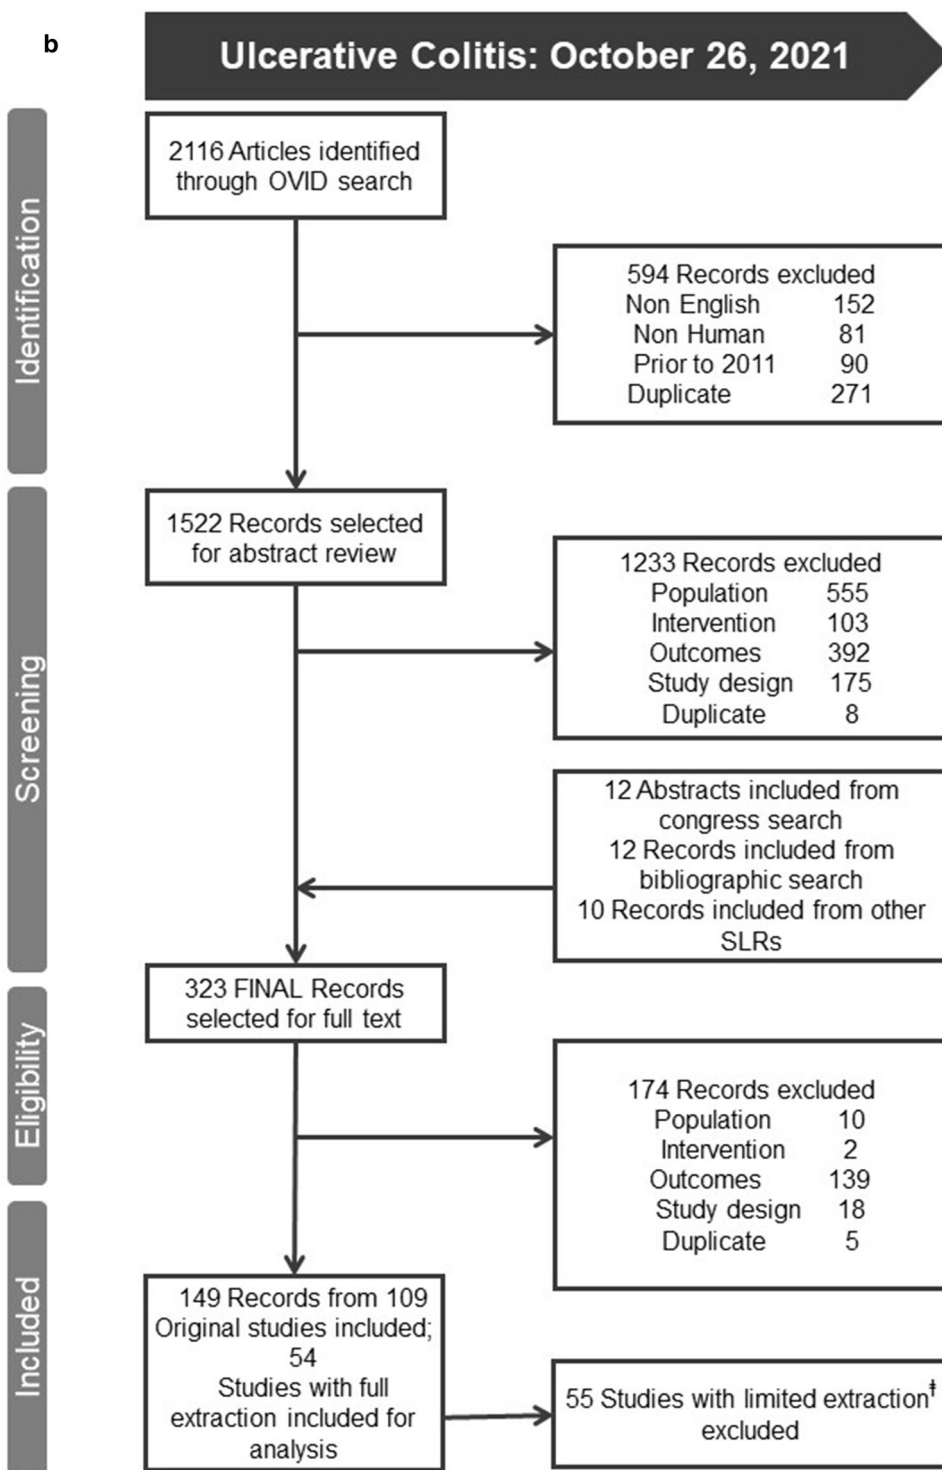 b
Ulcerative Colitis: October 26, 2021
Identification
2116 Articles identified
through OVID search
594 Records excluded
Non English 152
Non Human 81
Prior to 2011 90
Duplicate 271
Screening
1522 Records selected
for abstract review
1233 Records excluded
Population 555
Intervention 103
Outcomes 392
Study design 175
Duplicate 8
12 Abstracts included from
congress search
12 Records included from
bibliographic search
10 Records included from other
SLRs
323 FINAL Records
selected for full text
Eligibility
174 Records excluded
Population 10
Intervention 2
Outcomes 139
Study design 18
Duplicate 5
Included
149 Records from 109
Original studies included;
54
Studies with full
extraction included for
analysis
55 Studies with limited extraction‡
excluded